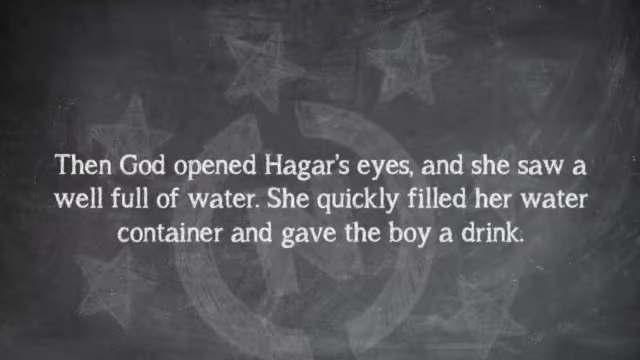 Then God opened Hagar's eyes, and she saw a
well full of water. She quickly filled her water
container and gave the boy a drink.